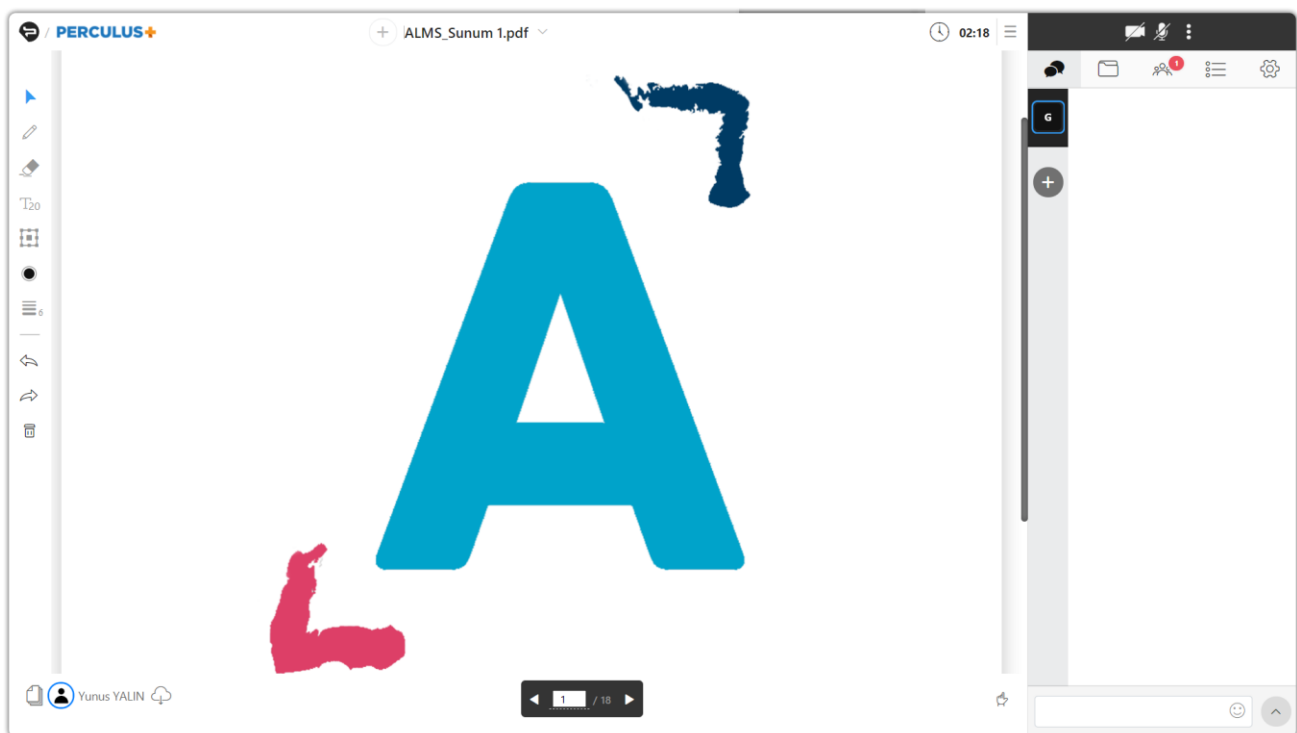 / PERCULUS+
ALMS_Sunum 1.pdf
02:18
1
G
T20
A
6
Yunus YALIN
1 / 18